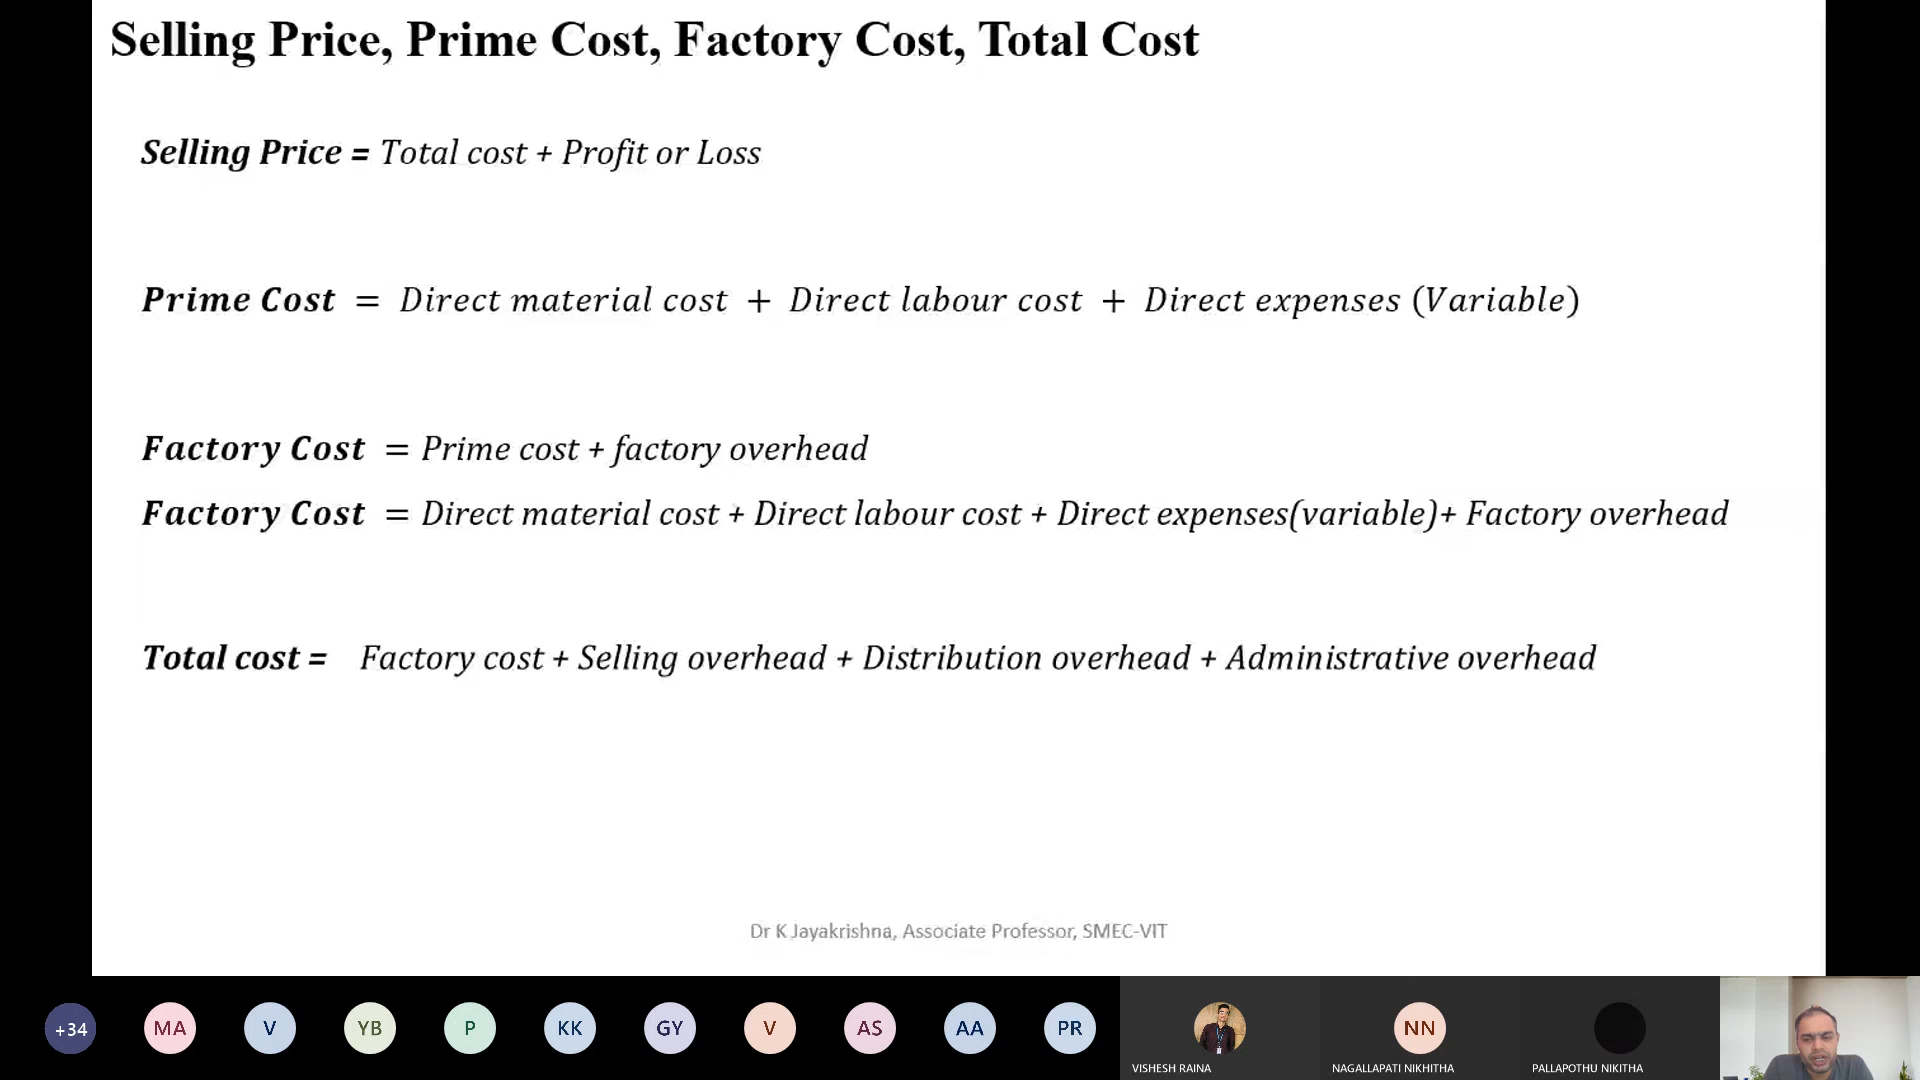 Selling Price, Prime Cost, Factory Cost, Total Cost
Selling Price = Total cost + Profit or Loss
Prime Cost = Direct material cost + Direct labour cost + Direct expenses (Variable)
Factory Cost = Prime cost + factory overhead
Factory Cost = Direct material cost + Direct labour cost + Direct expenses(variable)+ Factory overhead
Total cost = Factory cost + Selling overhead + Distribution overhead + Administrative overhead
Dr K Jayakrishna, Associate Professor, SMEC-VIT
+34 MA V YB P KK GY V AS AA PR NN
VISHESH RAINA NAGALLAPATI NIKHITHA PALLAPOTHU NIKITHA